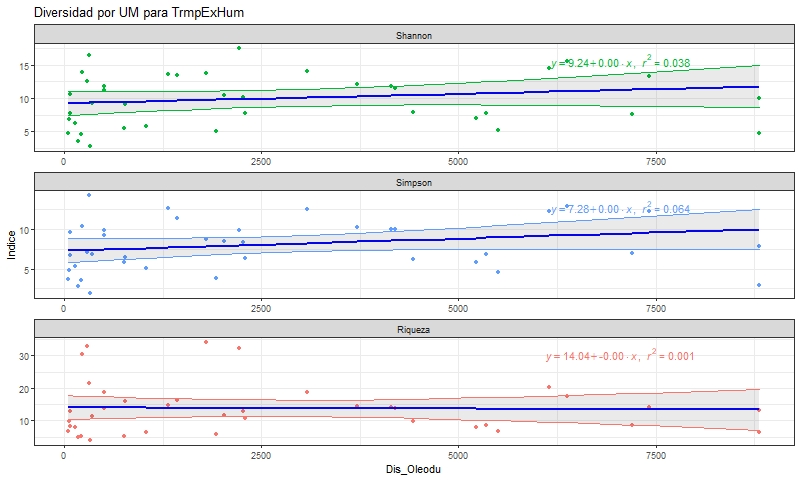 Diversidad por UM para TrmpExHum
Shannon
y = 9.24+0.00 · x, r² = 0.038
15
10
5
0 2500 5000 7500
Simpson
y = 7.28+0.00 · x, r² = 0.064
10
5
Indice
0 2500 5000 7500
Riqueza
y = 14.04+-0.00 · x, r² = 0.001
30
20
10
0 2500 5000 7500
Dis_Oleodu